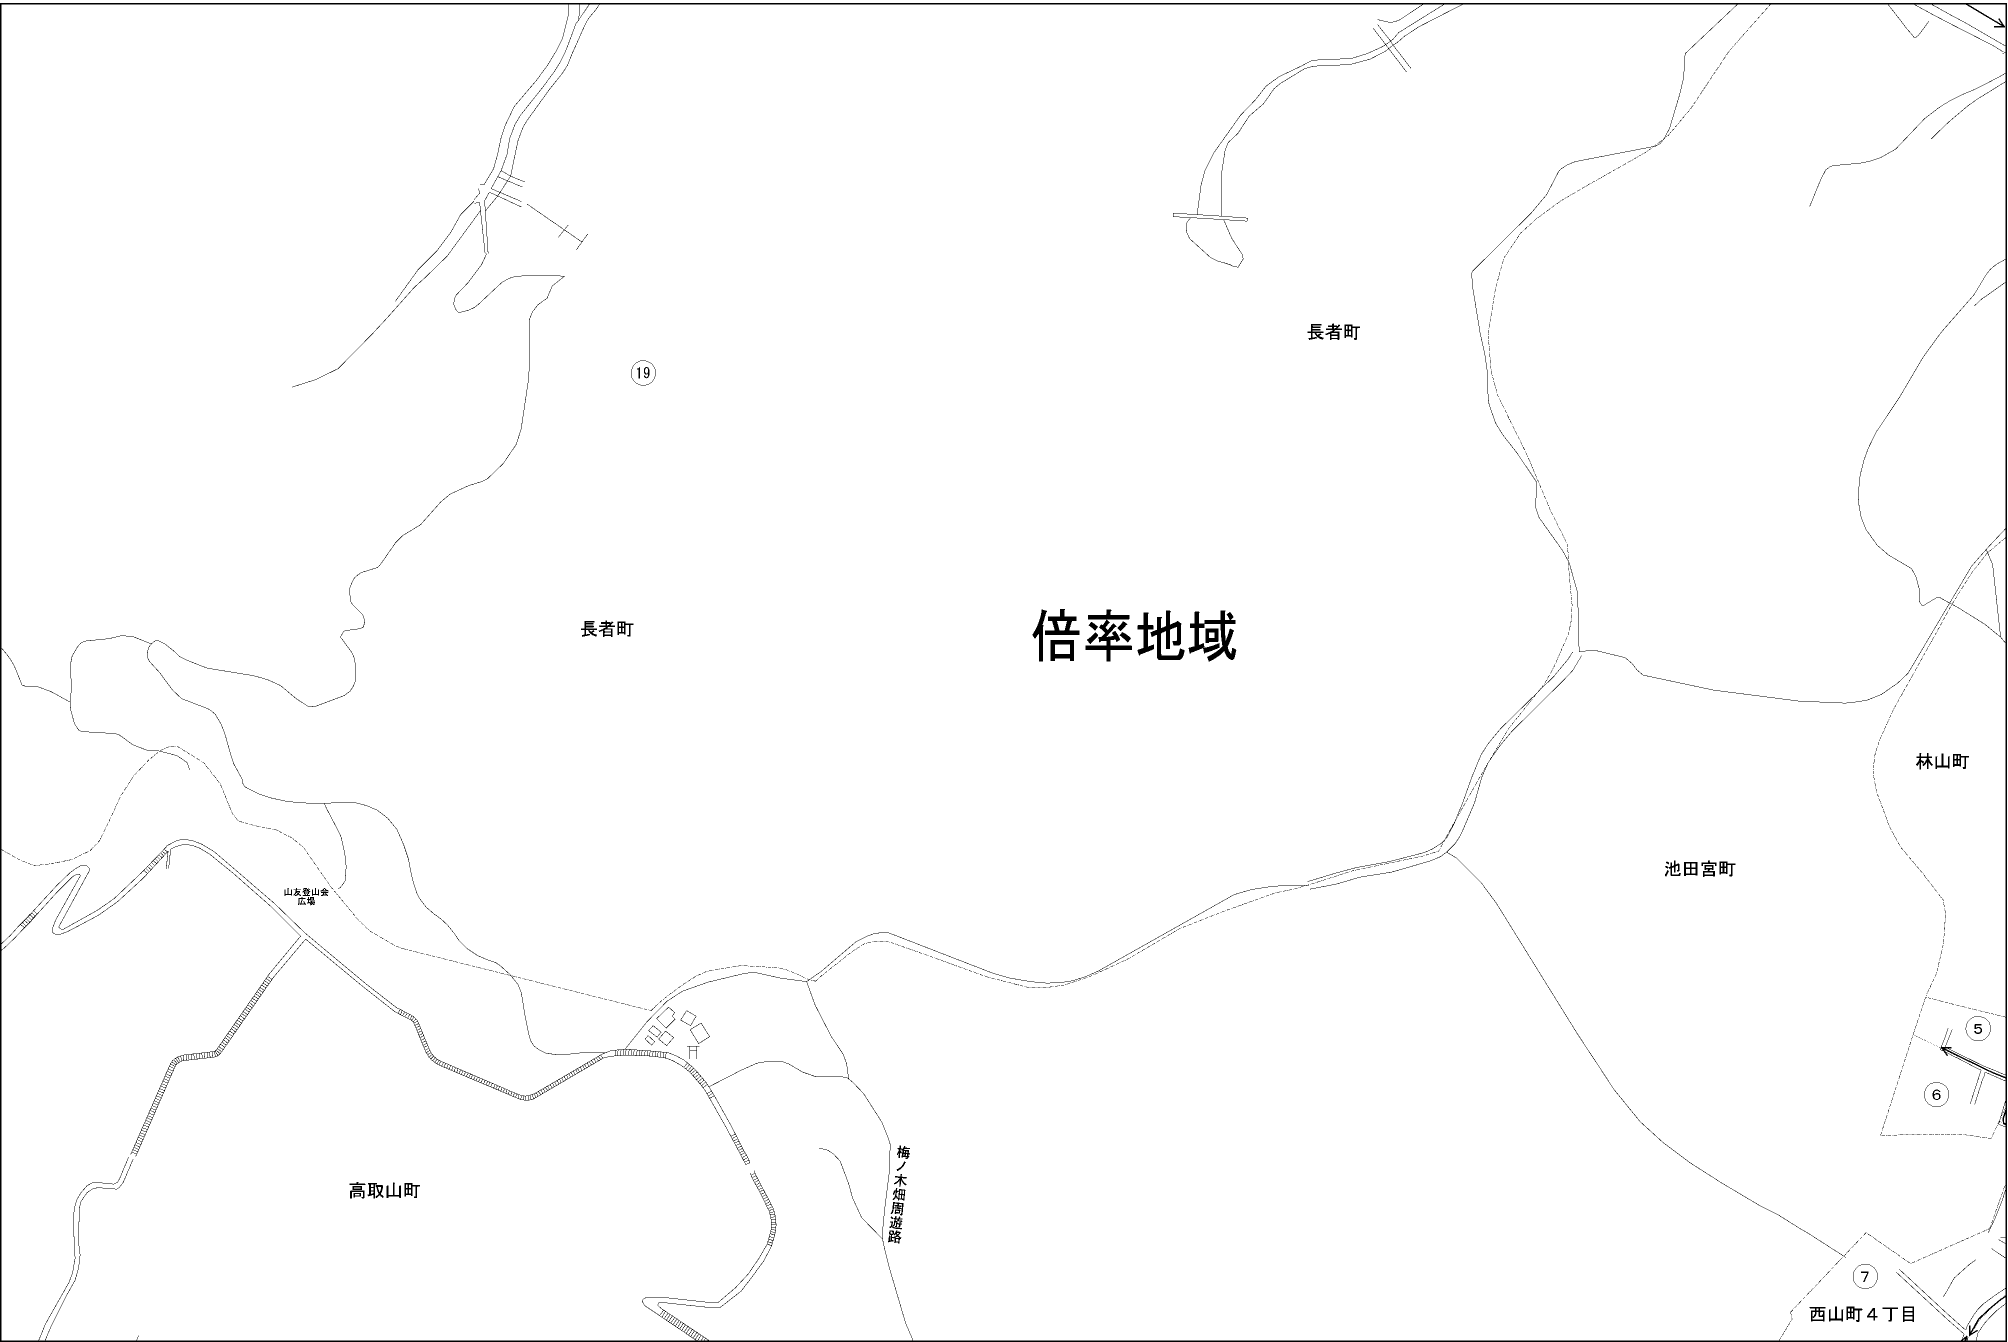 長者町
⑲
長者町
倍率地域
林山町
池田宮町
山友登山会
広場
⑤
⑥
梅ノ木畑周遊路
高取山町
⑦
西山町４丁目